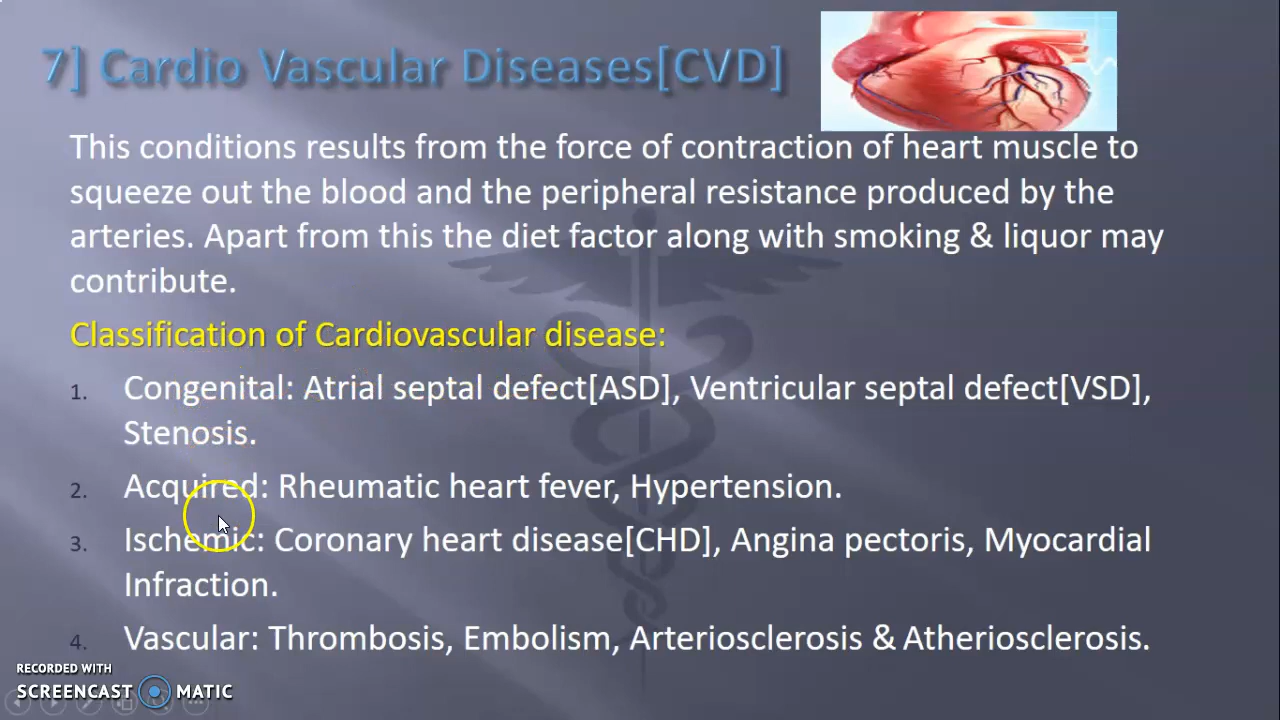 7] Cardio Vascular Diseases[CVD]
This conditions results from the force of contraction of heart muscle to
squeeze out the blood and the peripheral resistance produced by the
arteries. Apart from this the diet factor along with smoking & liquor may
contribute.
Classification of Cardiovascular disease:
1. Congenital: Atrial septal defect[ASD], Ventricular septal defect[VSD],
Stenosis.
2. Acquired: Rheumatic heart fever, Hypertension.
3. Ischemic: Coronary heart disease[CHD], Angina pectoris, Myocardial
Infraction.
4. Vascular: Thrombosis, Embolism, Arteriosclerosis & Atheriosclerosis.
RECORDED WITH
SCREENCAST MATIC